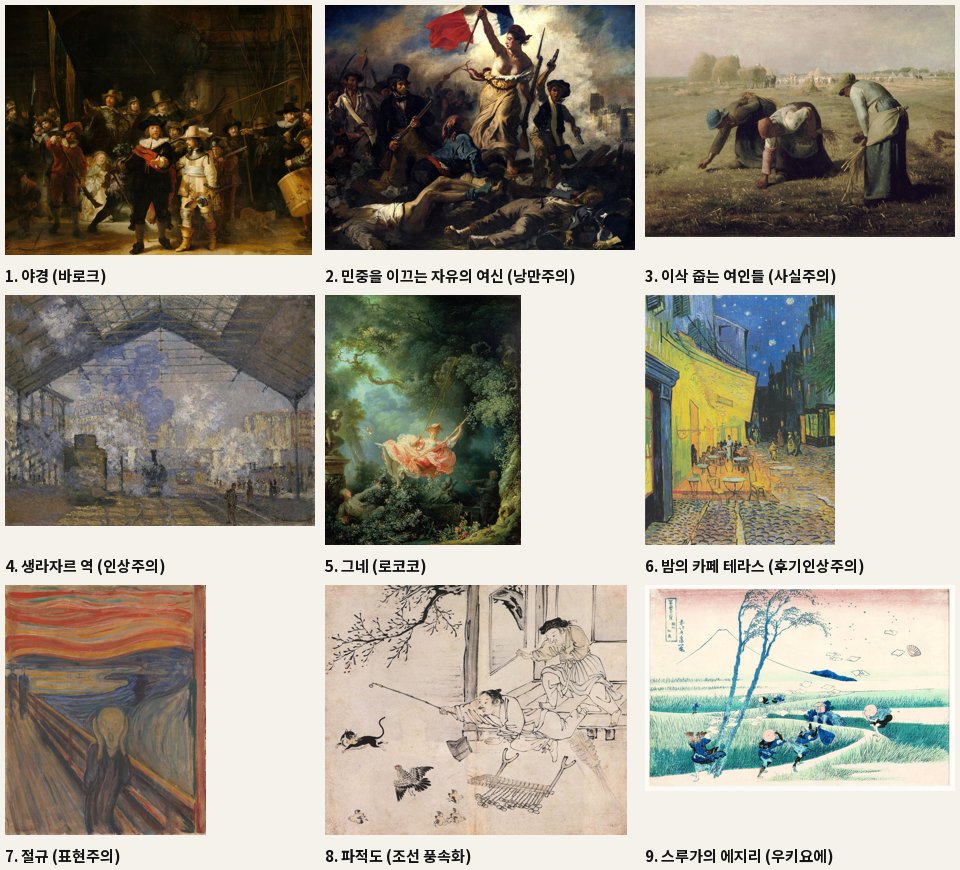 1. 야경 (바로크)
2. 민중을 이끄는 자유의 여신 (낭만주의)
3. 이삭 줍는 여인들 (사실주의)
4. 생라자르 역 (인상주의)
5. 그네 (로코코)
6. 밤의 카페 테라스 (후기인상주의)
7. 절규 (표현주의)
8. 파적도 (조선 풍속화)
9. 스루가의 에지리 (우키요에)